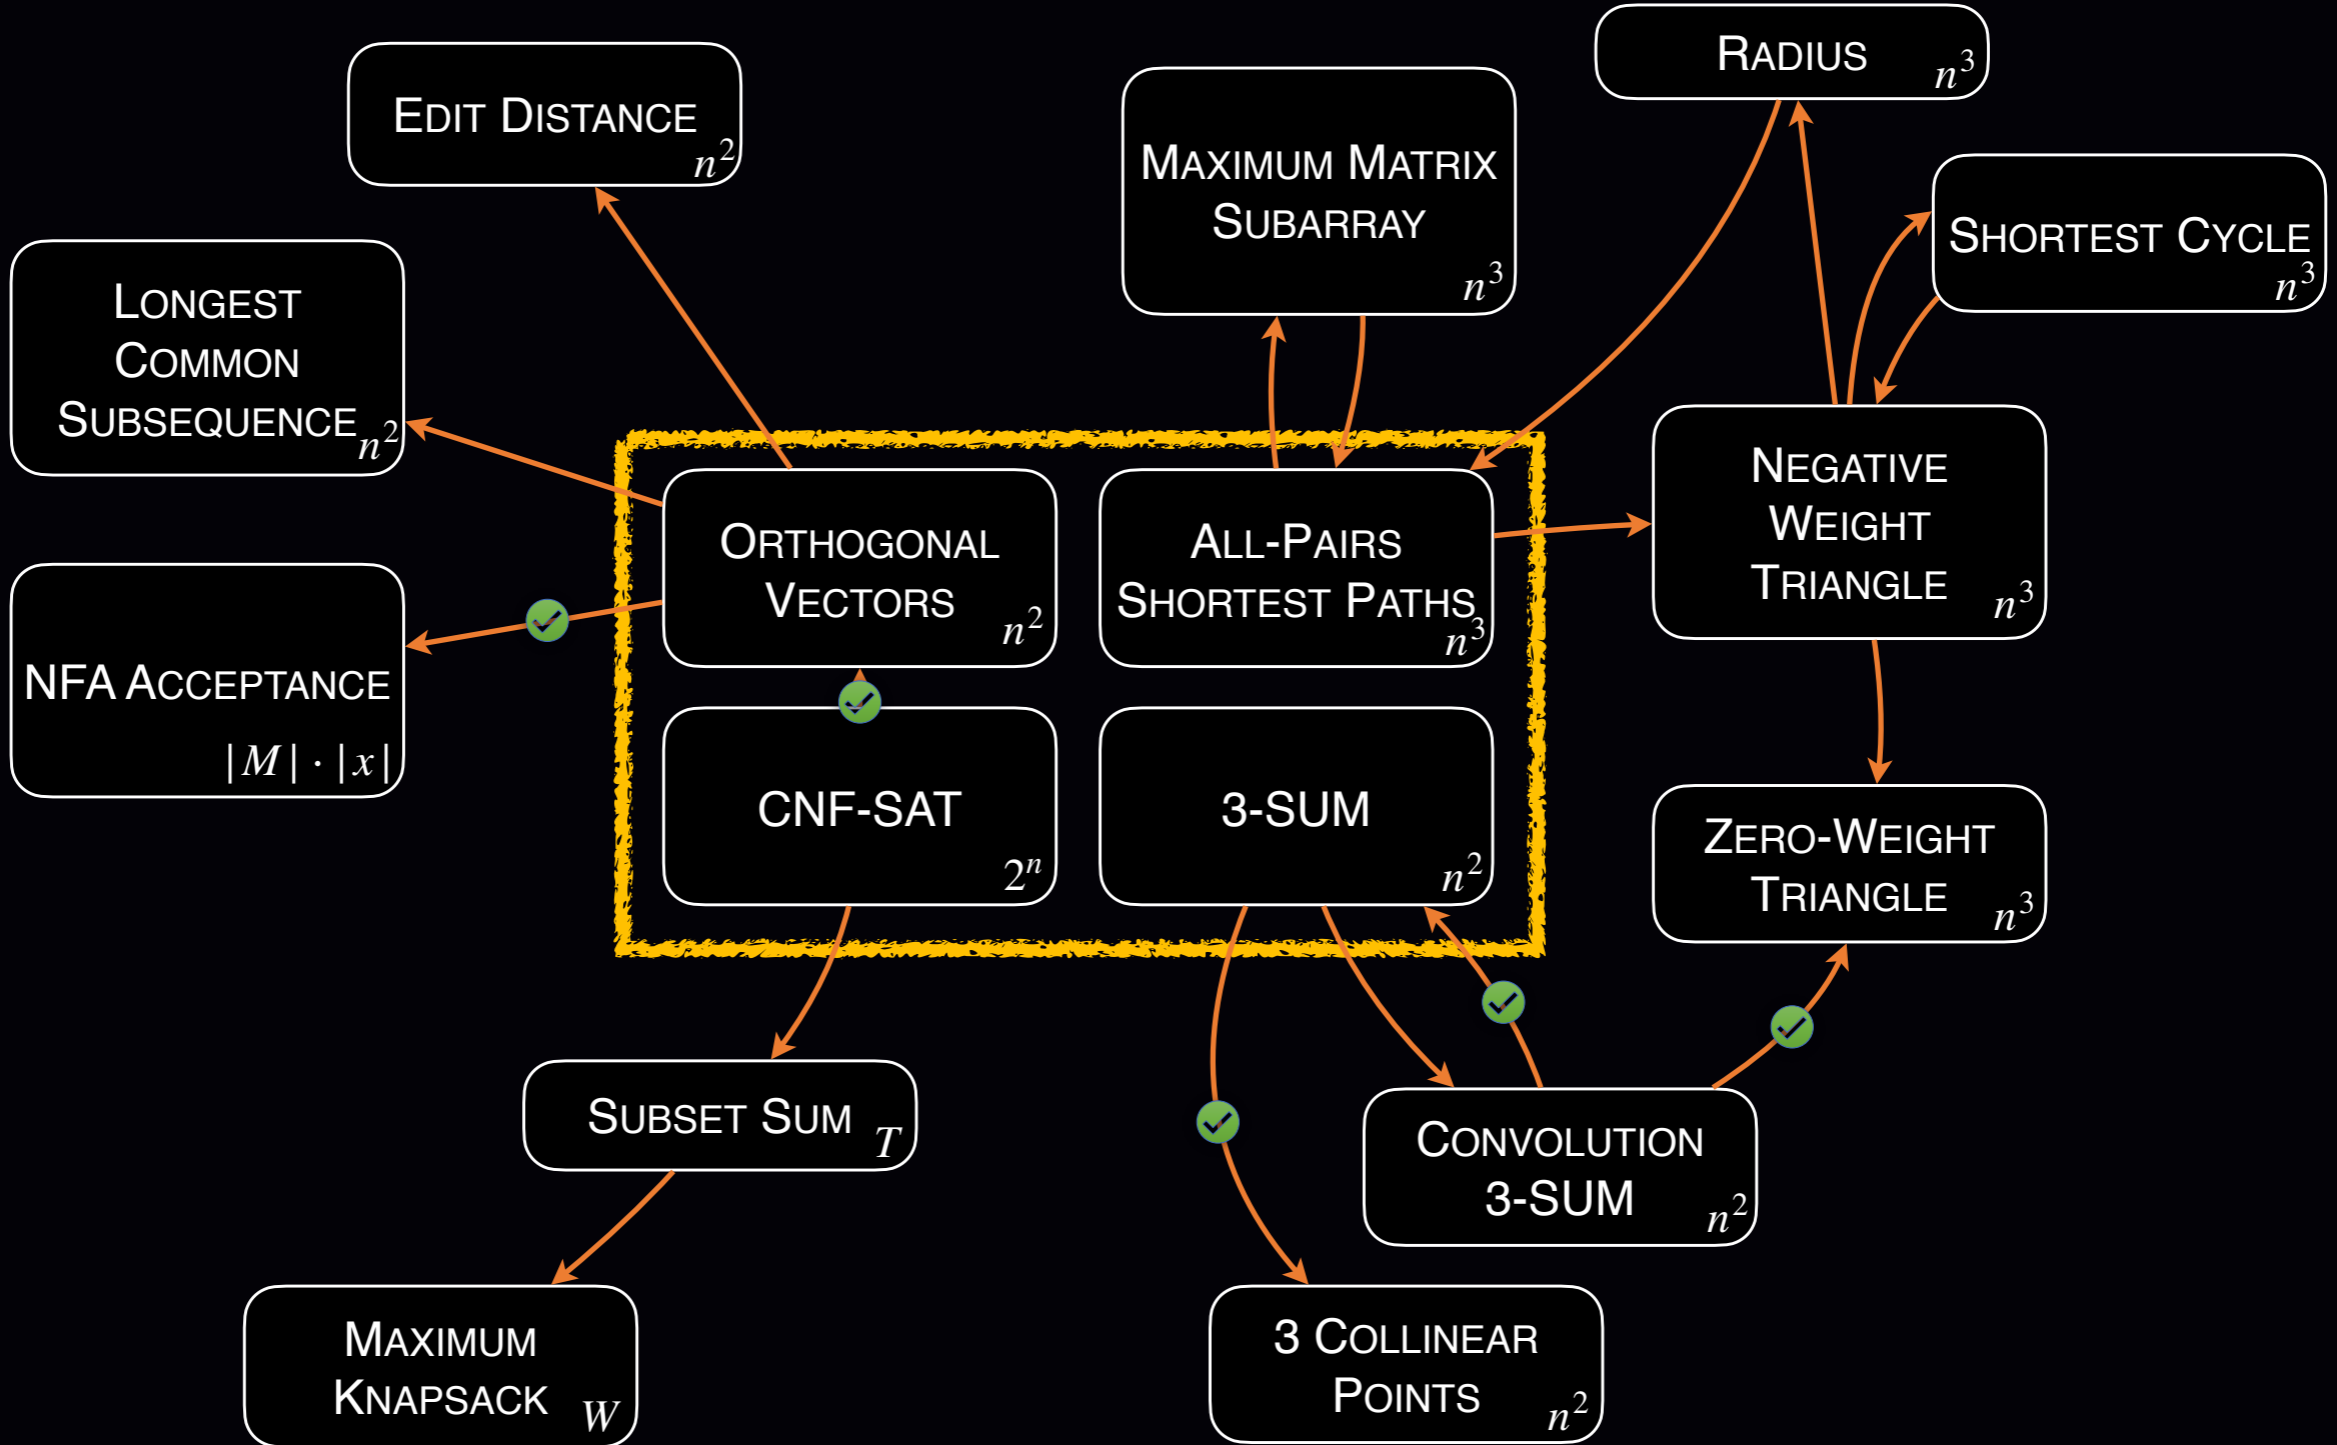 RADIUS
n³
EDIT DISTANCE
n²
MAXIMUM MATRIX
SUBARRAY
n³
SHORTEST CYCLE
n³
LONGEST
COMMON
SUBSEQUENCE
n²
NEGATIVE
WEIGHT
TRIANGLE
n³
ORTHOGONAL
VECTORS
n²
ALL-PAIRS
SHORTEST PATHS
n³
NFA ACCEPTANCE
|M| · |x|
CNF-SAT
2ⁿ
3-SUM
n²
ZERO-WEIGHT
TRIANGLE
n³
SUBSET SUM
T
CONVOLUTION
3-SUM
n²
MAXIMUM
KNAPSACK
W
3 COLLINEAR
POINTS
n²